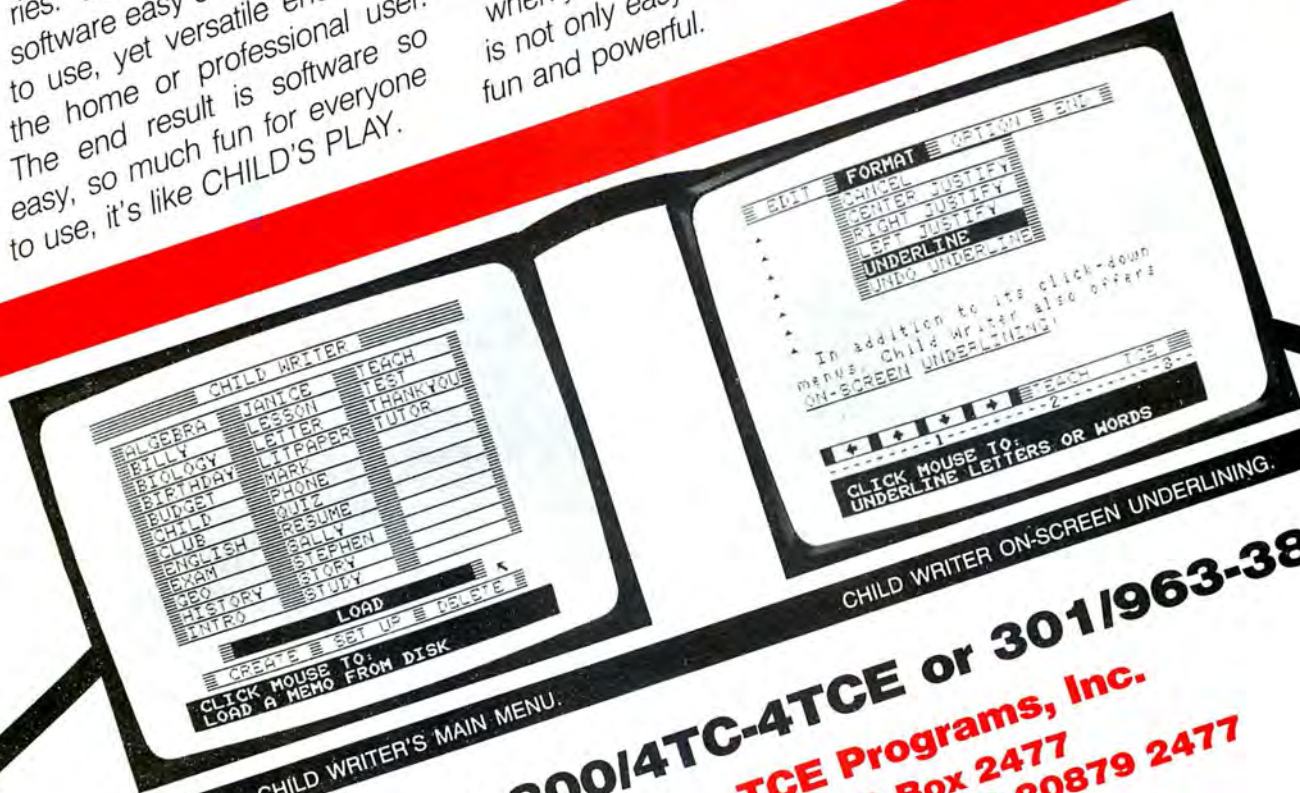 ries.
software easy
to use, yet versatile
the home or professional user.
The end result is software so
easy, so much fun for everyone
to use, it's like CHILD'S PLAY.
when
is not only easy
fun and powerful.
CHILD WRITER
ALGEBRA JANICE TEACH
BILLY LESSON TEST
BIOLOGY LETTER THANKYOU
BIRTHDAY LITPAPER TUTOR
BUDGET MARK
CHILD PHONE
CLUB QUIZ
ENGLISH RESUME
EXAM SALLY
GEO STEPHEN
HISTORY STORY
INTRO STUDY
LOAD
CREATE SET UP DELETE
CLICK MOUSE TO:
LOAD A MEMO FROM DISK
CHILD WRITER'S MAIN MENU.
EDIT FORMAT OPTION END
CANCEL
CENTER JUSTIFY
RIGHT JUSTIFY
LEFT JUSTIFY
UNDERLINE
UNDO UNDERLINE
In addition to its click-down
menus, Child Writer also offers
ON-SCREEN UNDERLINING!
TEACH TCE
1 2 3
CLICK MOUSE TO:
UNDERLINE LETTERS OR WORDS
CHILD WRITER ON-SCREEN UNDERLINING.
800/4TC-4TCE or 301/963-38
TCE Programs, Inc.
Box 2477
20879 2477